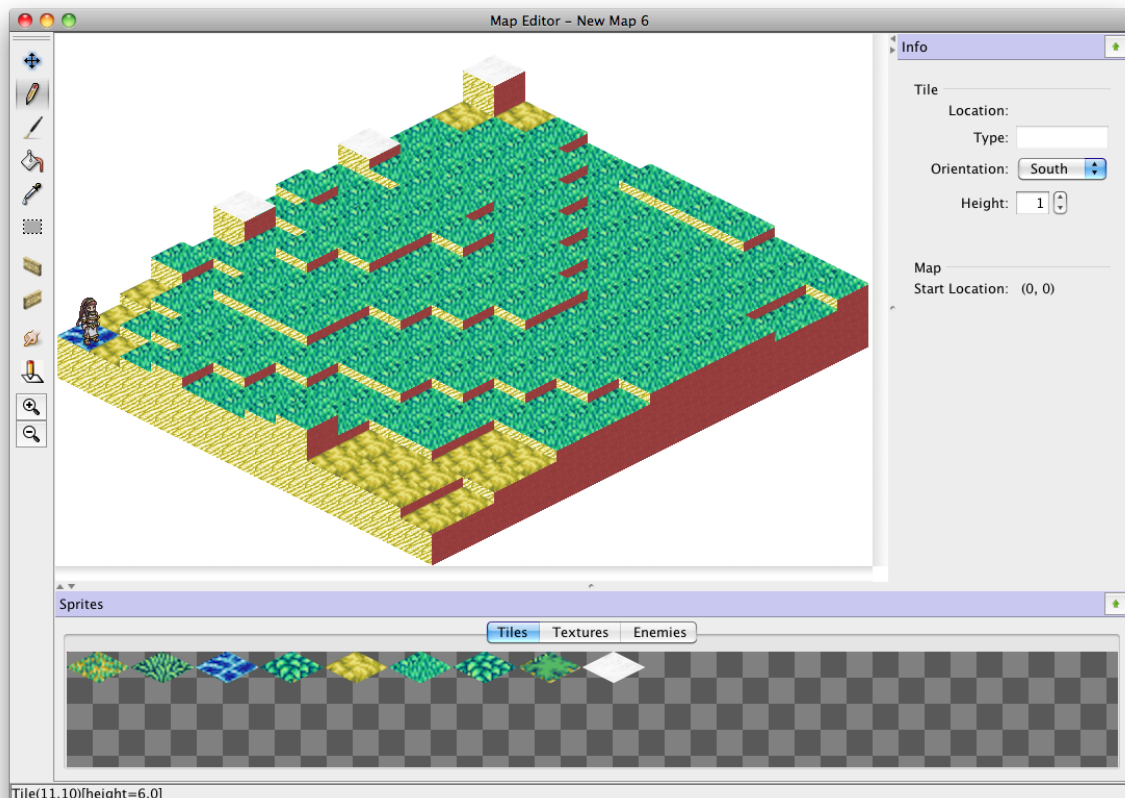 Map Editor – New Map 6
Info
Tile
Location:
Type:
Orientation: South
Height: 1
Map
Start Location: (0, 0)
Sprites
Tiles Textures Enemies
Tile(11,10)[height=6.0]